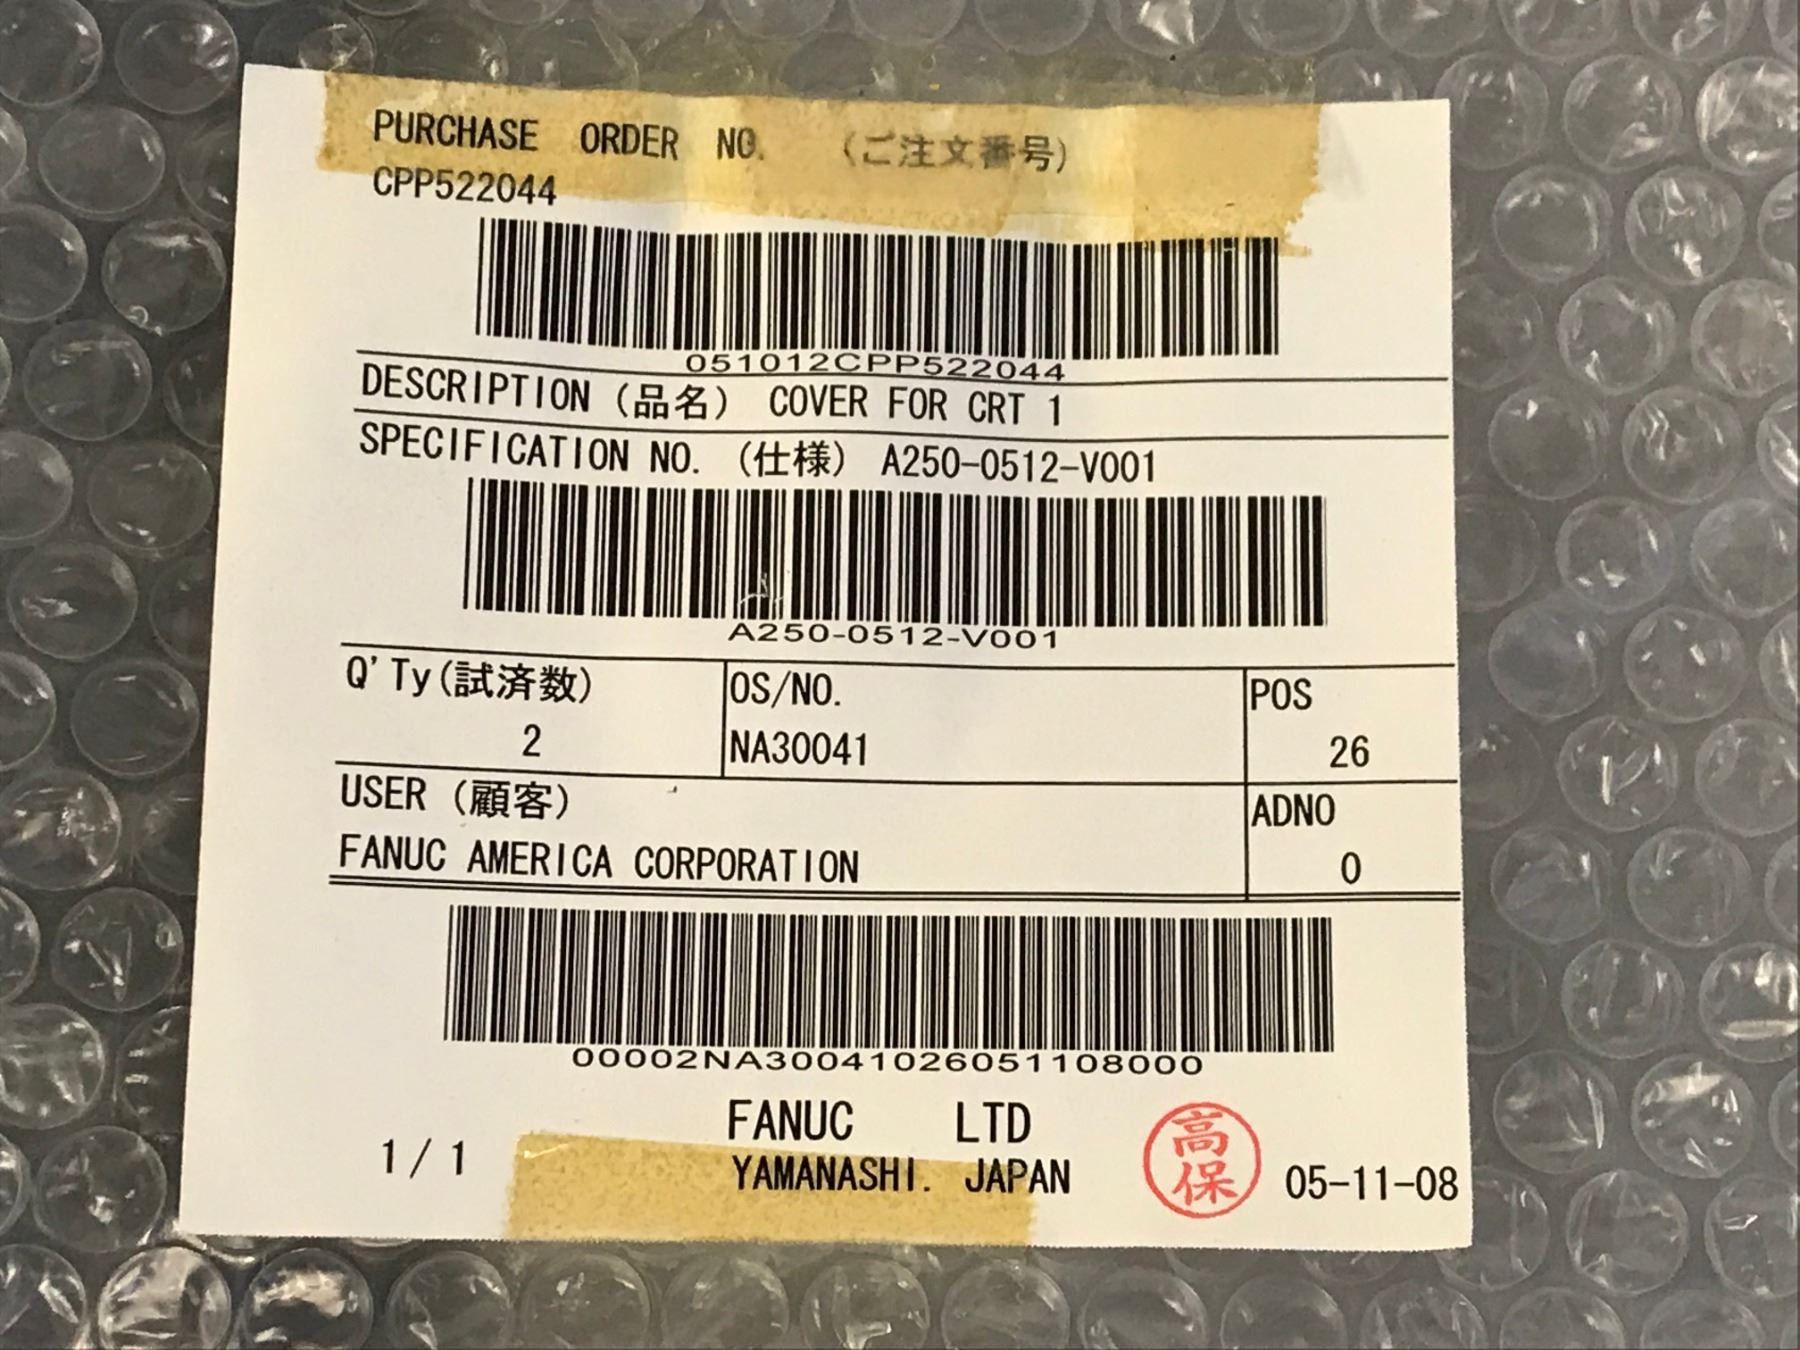 PURCHASE ORDER NO. (ご注文番号)
CPP522044
051012CPP522044
DESCRIPTION (品名) COVER FOR CRT 1
SPECIFICATION NO. (仕様) A250-0512-V001
A250-0512-V001
Q'Ty(試済数) OS/NO. POS
2 NA30041 26
USER (顧客) ADNO
FANUC AMERICA CORPORATION 0
00002NA30041026051108000
FANUC LTD
1/1 YAMANASHI. JAPAN 高保 05-11-08